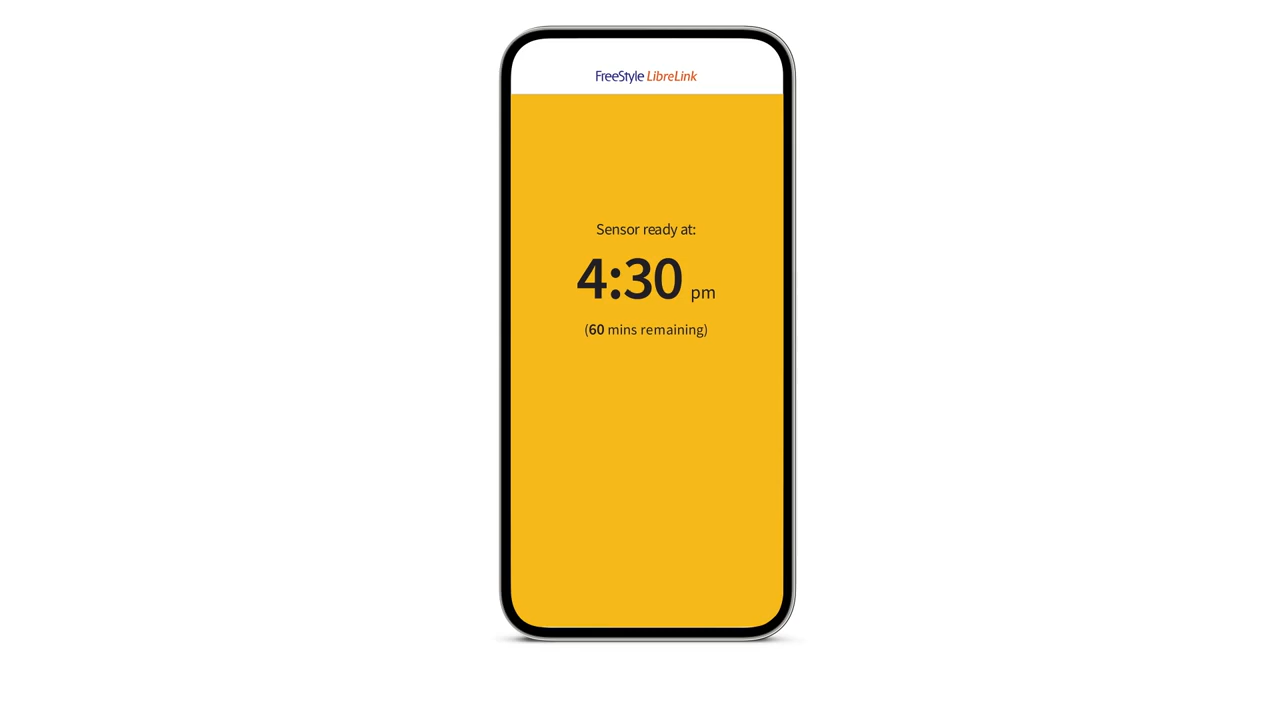 FreeStyle LibreLink
Sensor ready at:
4:30 pm
(60 mins remaining)